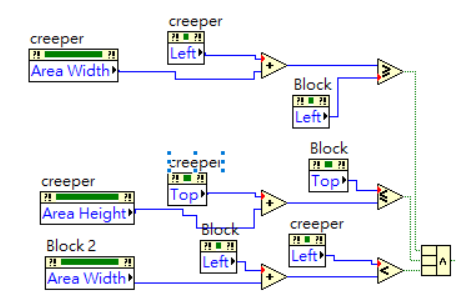 creeper
creeper
Left
Area Width
Block
Left
creeper
Block
Top
creeper
Top
Area Height
Block
creeper
Block 2
Left
Left
Area Width